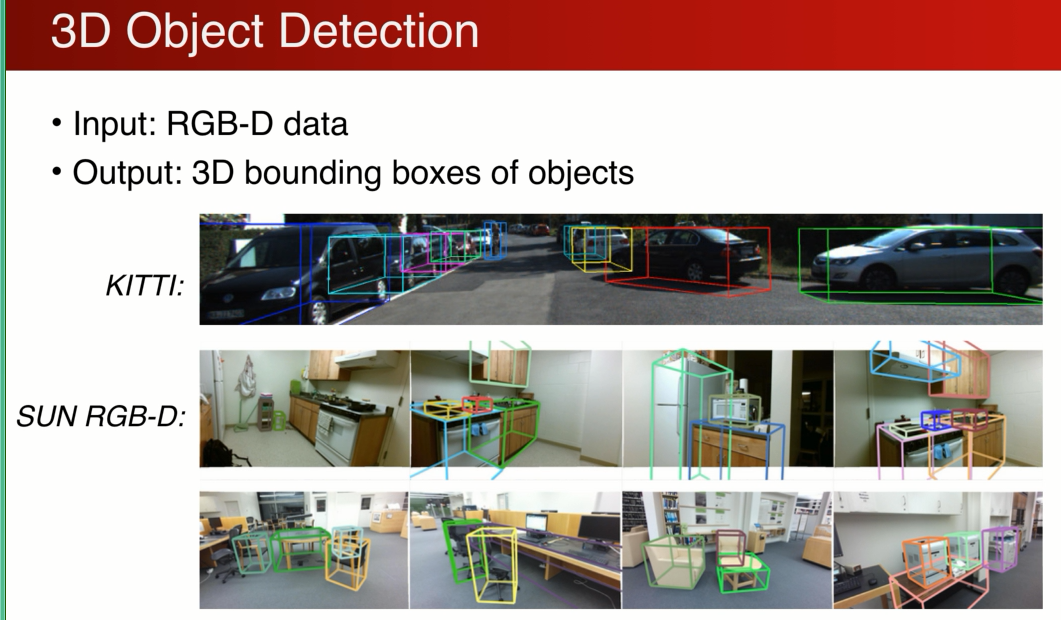 3D Object Detection
• Input: RGB-D data
• Output: 3D bounding boxes of objects
KITTI:
SUN RGB-D: